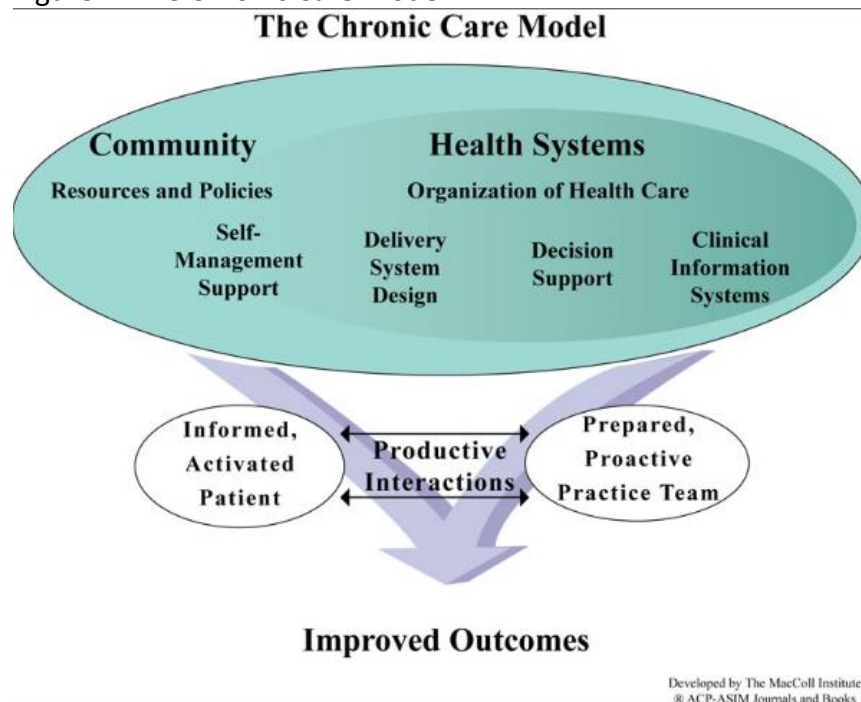 The Chronic Care Model
Community
Health Systems
Resources and Policies
Organization of Health Care
Self-
Management
Support
Delivery
System
Design
Decision
Support
Clinical
Information
Systems
Informed,
Activated
Patient
Productive
Interactions
Prepared,
Proactive
Practice Team
Improved Outcomes
Developed by The MacColl Institute
® ACP-ASIM Journals and Books